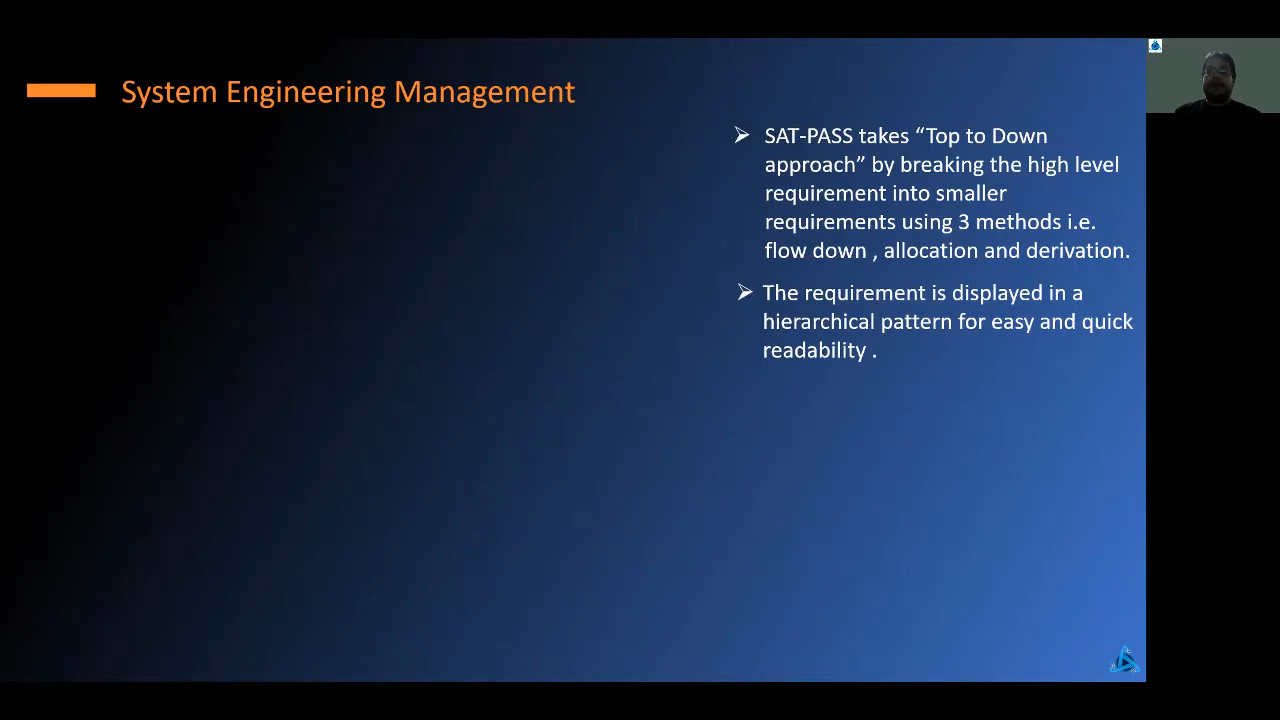 System Engineering Management
SAT-PASS takes “Top to Down
approach” by breaking the high level
requirement into smaller
requirements using 3 methods i.e.
flow down , allocation and derivation.
The requirement is displayed in a
hierarchical pattern for easy and quick
readability .